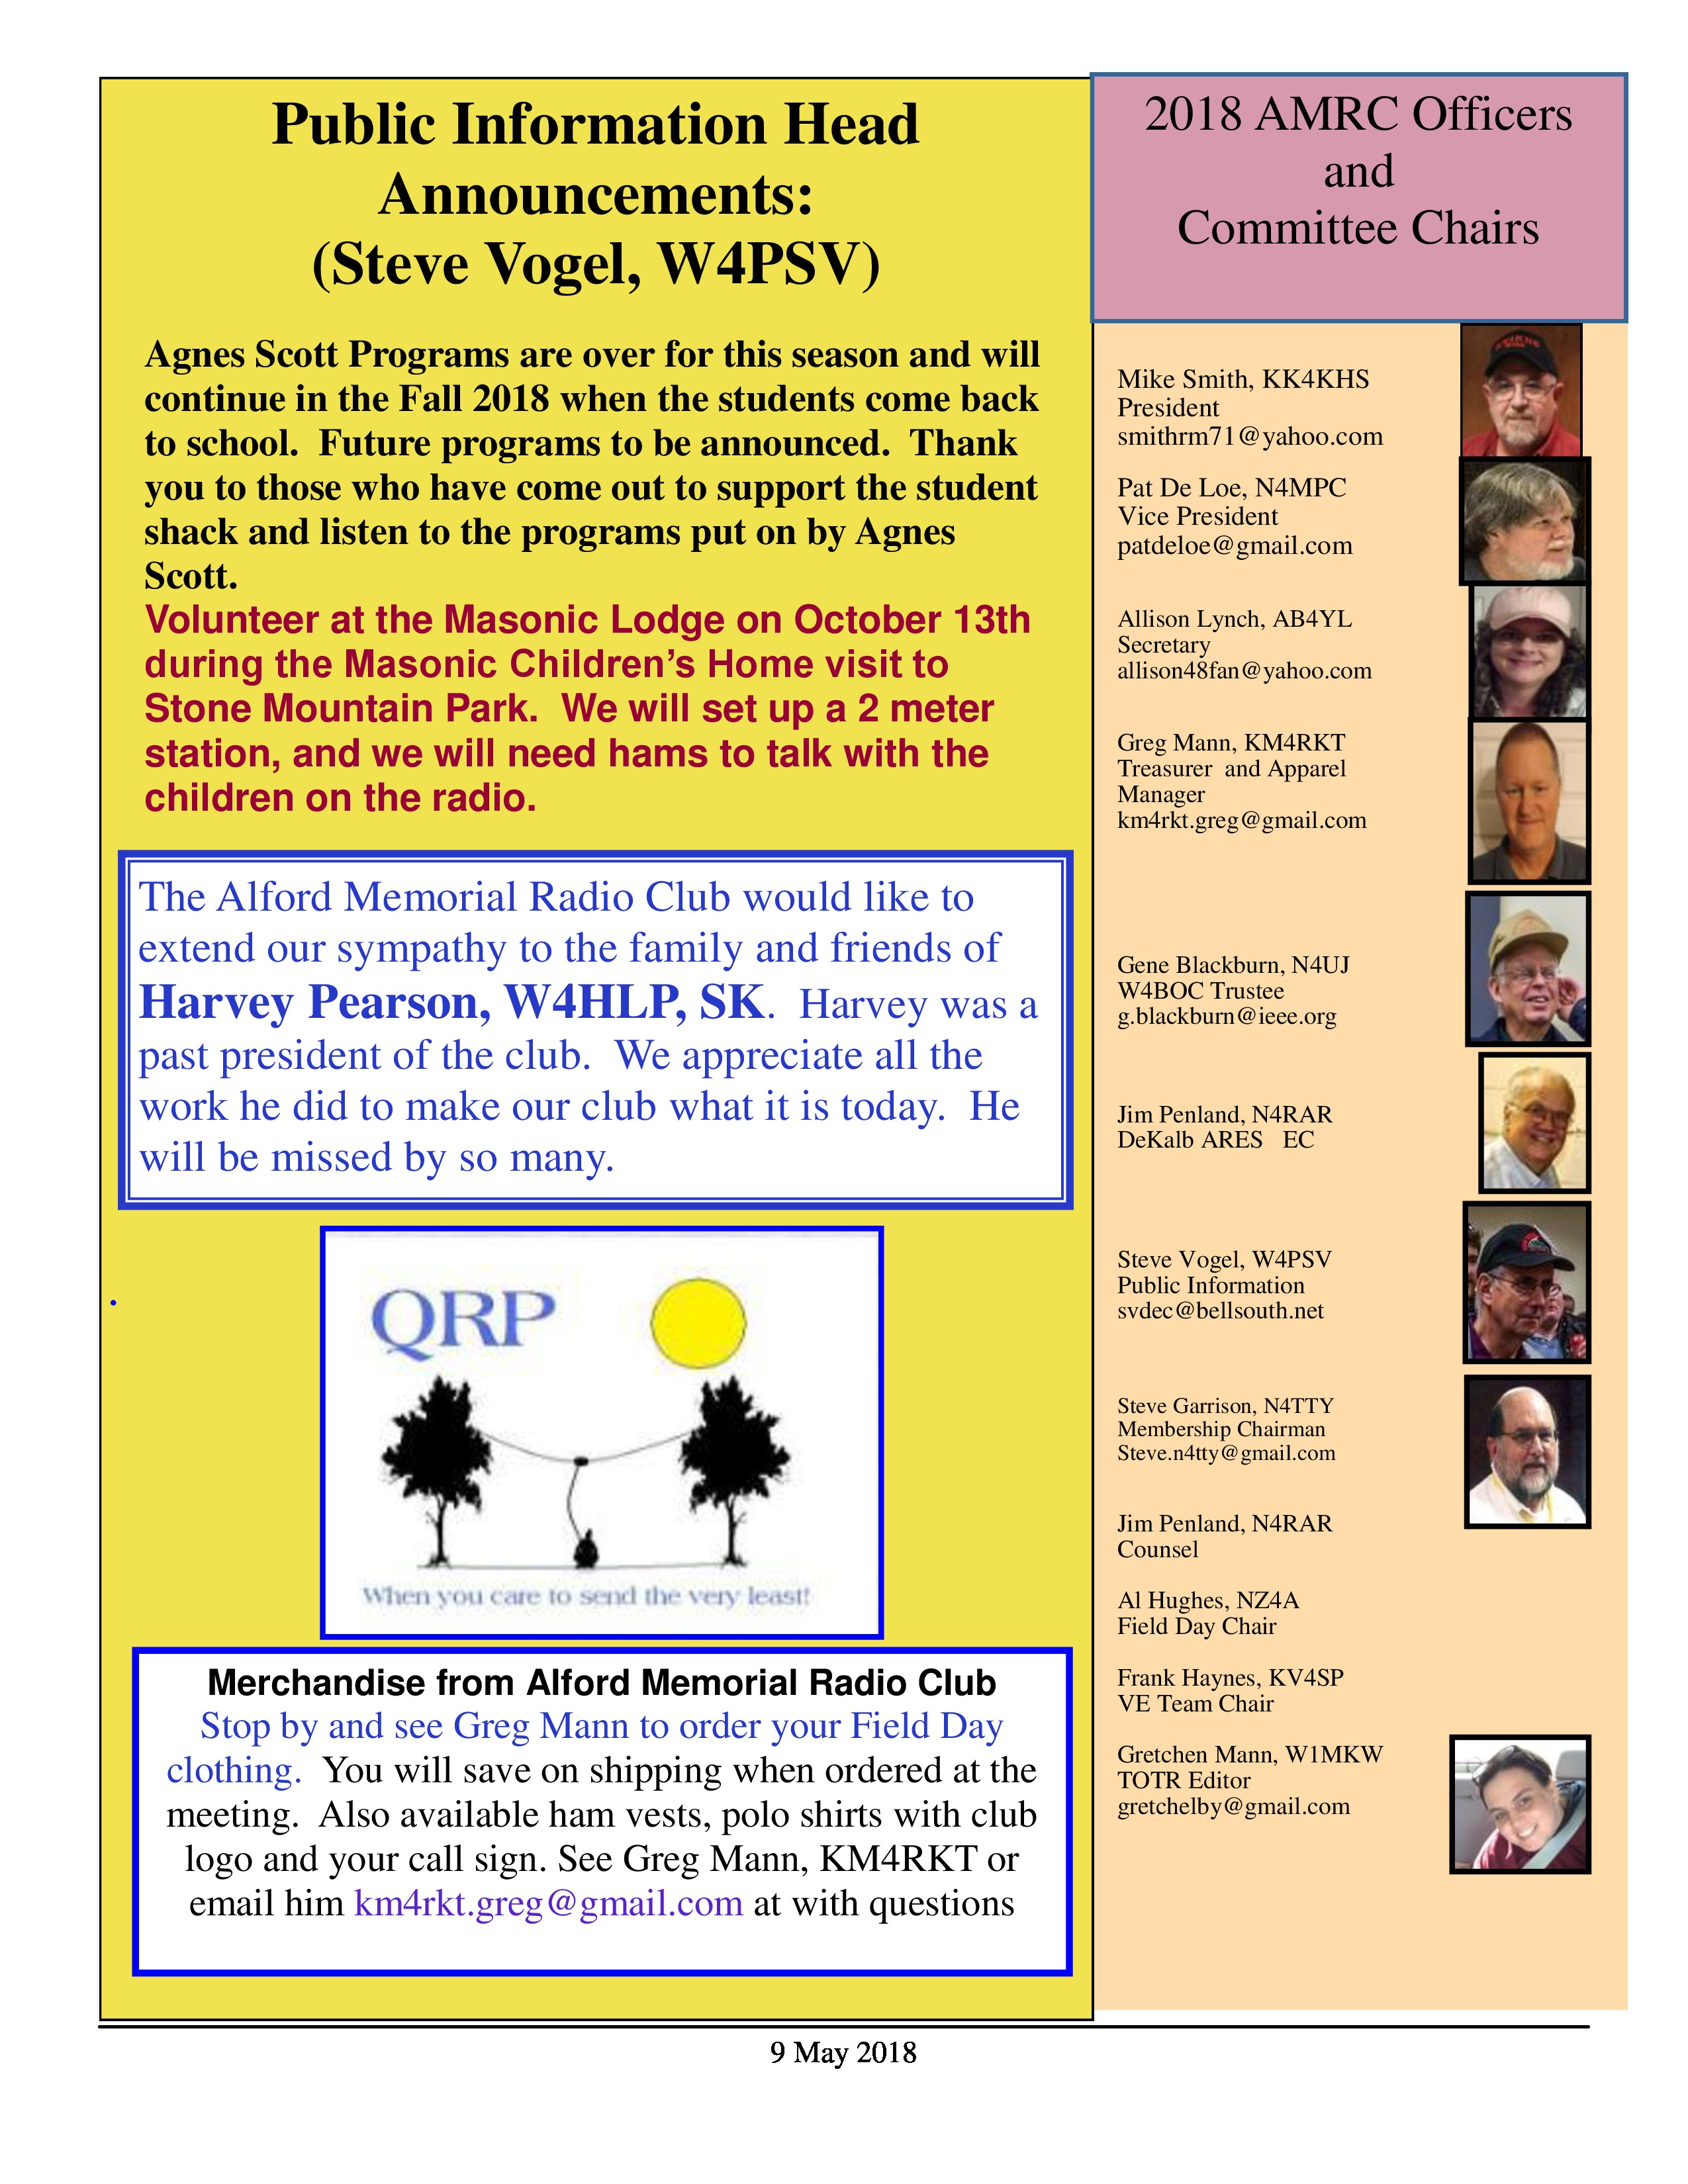 Public Information Head
Announcements:
(Steve Vogel, W4PSV)
Agnes Scott Programs are over for this season and will
continue in the Fall 2018 when the students come back
to school.  Future programs to be announced.  Thank
you to those who have come out to support the student
shack and listen to the programs put on by Agnes
Scott.
Volunteer at the Masonic Lodge on October 13th
during the Masonic Children’s Home visit to
Stone Mountain Park.  We will set up a 2 meter
station, and we will need hams to talk with the
children on the radio.
The Alford Memorial Radio Club would like to
extend our sympathy to the family and friends of
Harvey Pearson, W4HLP, SK.  Harvey was a
past president of the club.  We appreciate all the
work he did to make our club what it is today.  He
will be missed by so many.
QRP
When you care to send the very least!
Merchandise from Alford Memorial Radio Club
Stop by and see Greg Mann to order your Field Day
clothing.  You will save on shipping when ordered at the
meeting.  Also available ham vests, polo shirts with club
logo and your call sign. See Greg Mann, KM4RKT or
email him km4rkt.greg@gmail.com at with questions
2018 AMRC Officers
and
Committee Chairs
Mike Smith, KK4KHS
President
smithrm71@yahoo.com
Pat De Loe, N4MPC
Vice President
patdeloe@gmail.com
Allison Lynch, AB4YL
Secretary
allison48fan@yahoo.com
Greg Mann, KM4RKT
Treasurer  and Apparel
Manager
km4rkt.greg@gmail.com
Gene Blackburn, N4UJ
W4BOC Trustee
g.blackburn@ieee.org
Jim Penland, N4RAR
DeKalb ARES   EC
Steve Vogel, W4PSV
Public Information
svdec@bellsouth.net
Steve Garrison, N4TTY
Membership Chairman
Steve.n4tty@gmail.com
Jim Penland, N4RAR
Counsel
Al Hughes, NZ4A
Field Day Chair
Frank Haynes, KV4SP
VE Team Chair
Gretchen Mann, W1MKW
TOTR Editor
gretchelby@gmail.com
9 May 2018